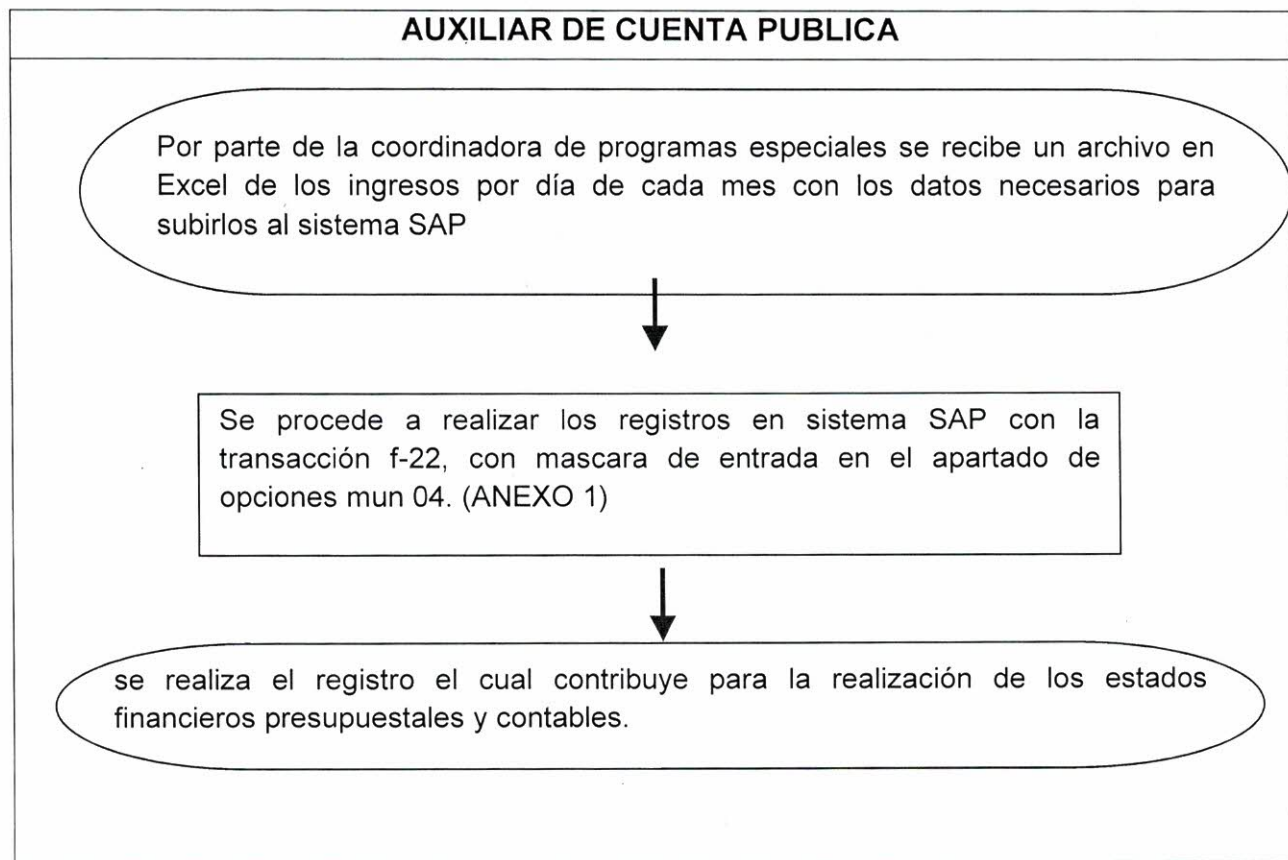 AUXILIAR DE CUENTA PUBLICA
Por parte de la coordinadora de programas especiales se recibe un archivo en
Excel de los ingresos por día de cada mes con los datos necesarios para
subirlos al sistema SAP
Se procede a realizar los registros en sistema SAP con la
transacción f-22, con mascara de entrada en el apartado de
opciones mun 04. (ANEXO 1)
se realiza el registro el cual contribuye para la realización de los estados
financieros presupuestales y contables.